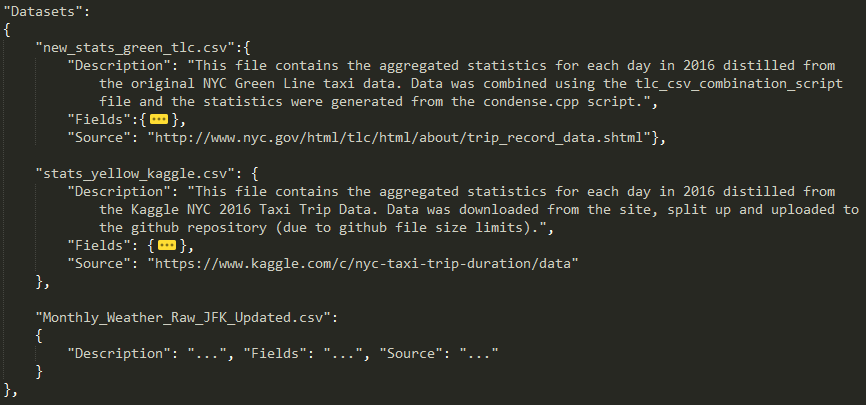 "Datasets":
{
"new_stats_green_tlc.csv":{
"Description": "This file contains the aggregated statistics for each day in 2016 distilled from
the original NYC Green Line taxi data. Data was combined using the tlc_csv_combination_script
file and the statistics were generated from the condense.cpp script.",
"Fields":{...},
"Source": "http://www.nyc.gov/html/tlc/html/about/trip_record_data.shtml"},
"stats_yellow_kaggle.csv": {
"Description": "This file contains the aggregated statistics for each day in 2016 distilled from
the Kaggle NYC 2016 Taxi Trip Data. Data was downloaded from the site, split up and uploaded to
the github repository (due to github file size limits).",
"Fields": {...},
"Source": "https://www.kaggle.com/c/nyc-taxi-trip-duration/data"
},
"Monthly_Weather_Raw_JFK_Updated.csv":
{
"Description": "...", "Fields": "...", "Source": "..."
}
},